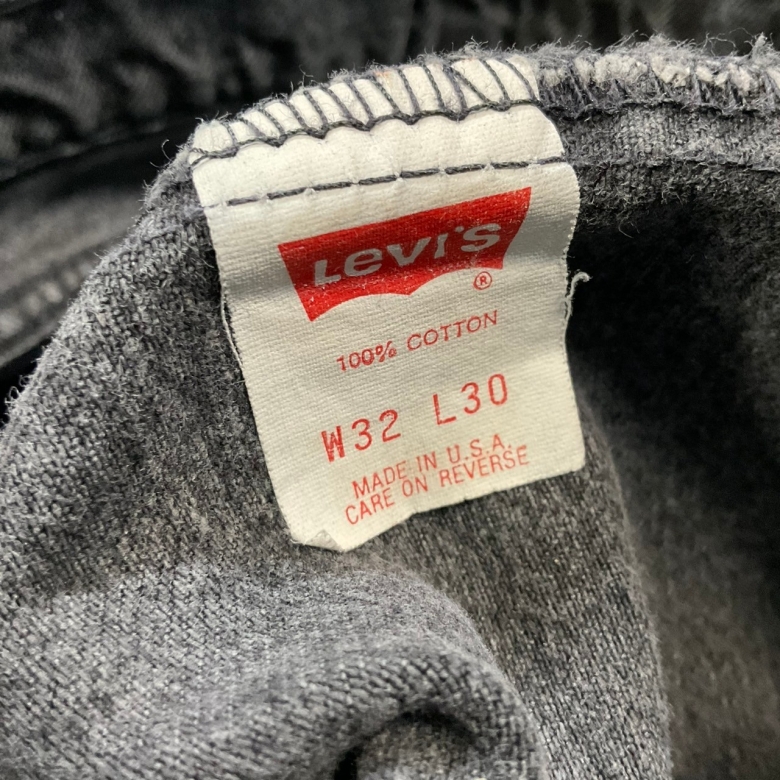 Levi's
®
100% COTTON
W32 L30
MADE IN U.S.A.
CARE ON REVERSE